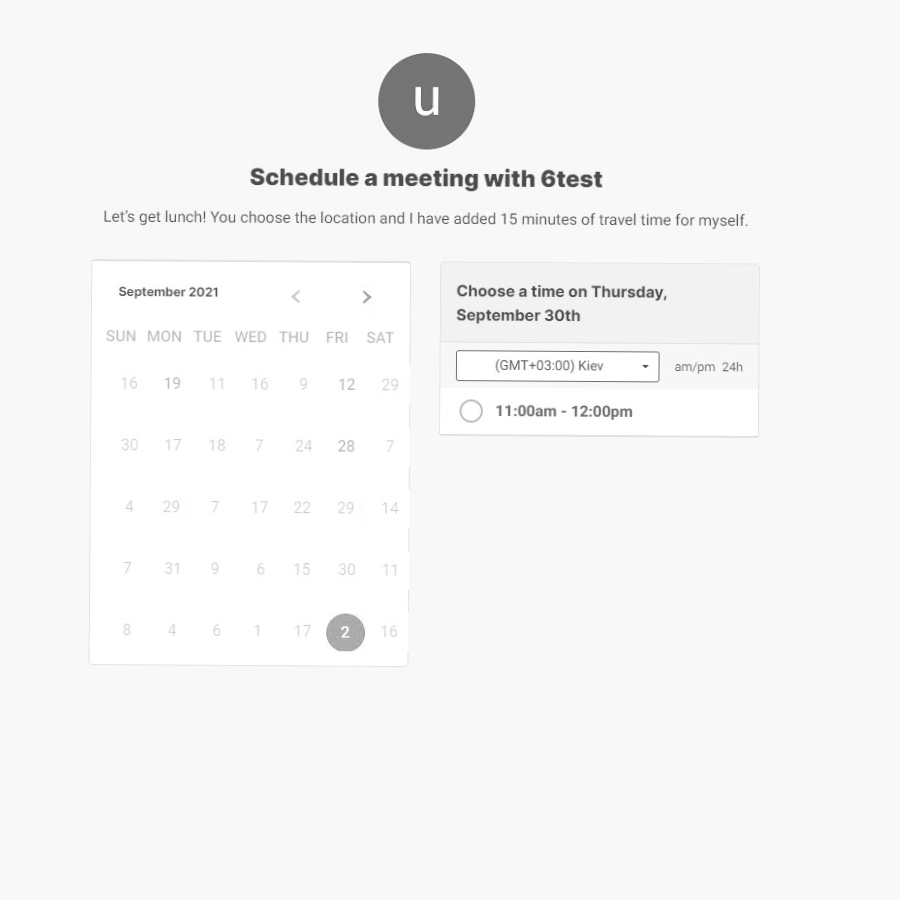 u
Schedule a meeting with 6test
Let's get lunch! You choose the location and I have added 15 minutes of travel time for myself.
September 2021
SUN MON TUE WED THU FRI SAT
16 19 11 16 9 12 29
30 17 18 7 24 28 7
4 29 7 17 22 29 14
7 31 9 6 15 30 11
8 4 6 1 17 2 16
Choose a time on Thursday,
September 30th
(GMT+03:00) Kiev am/pm 24h
11:00am - 12:00pm